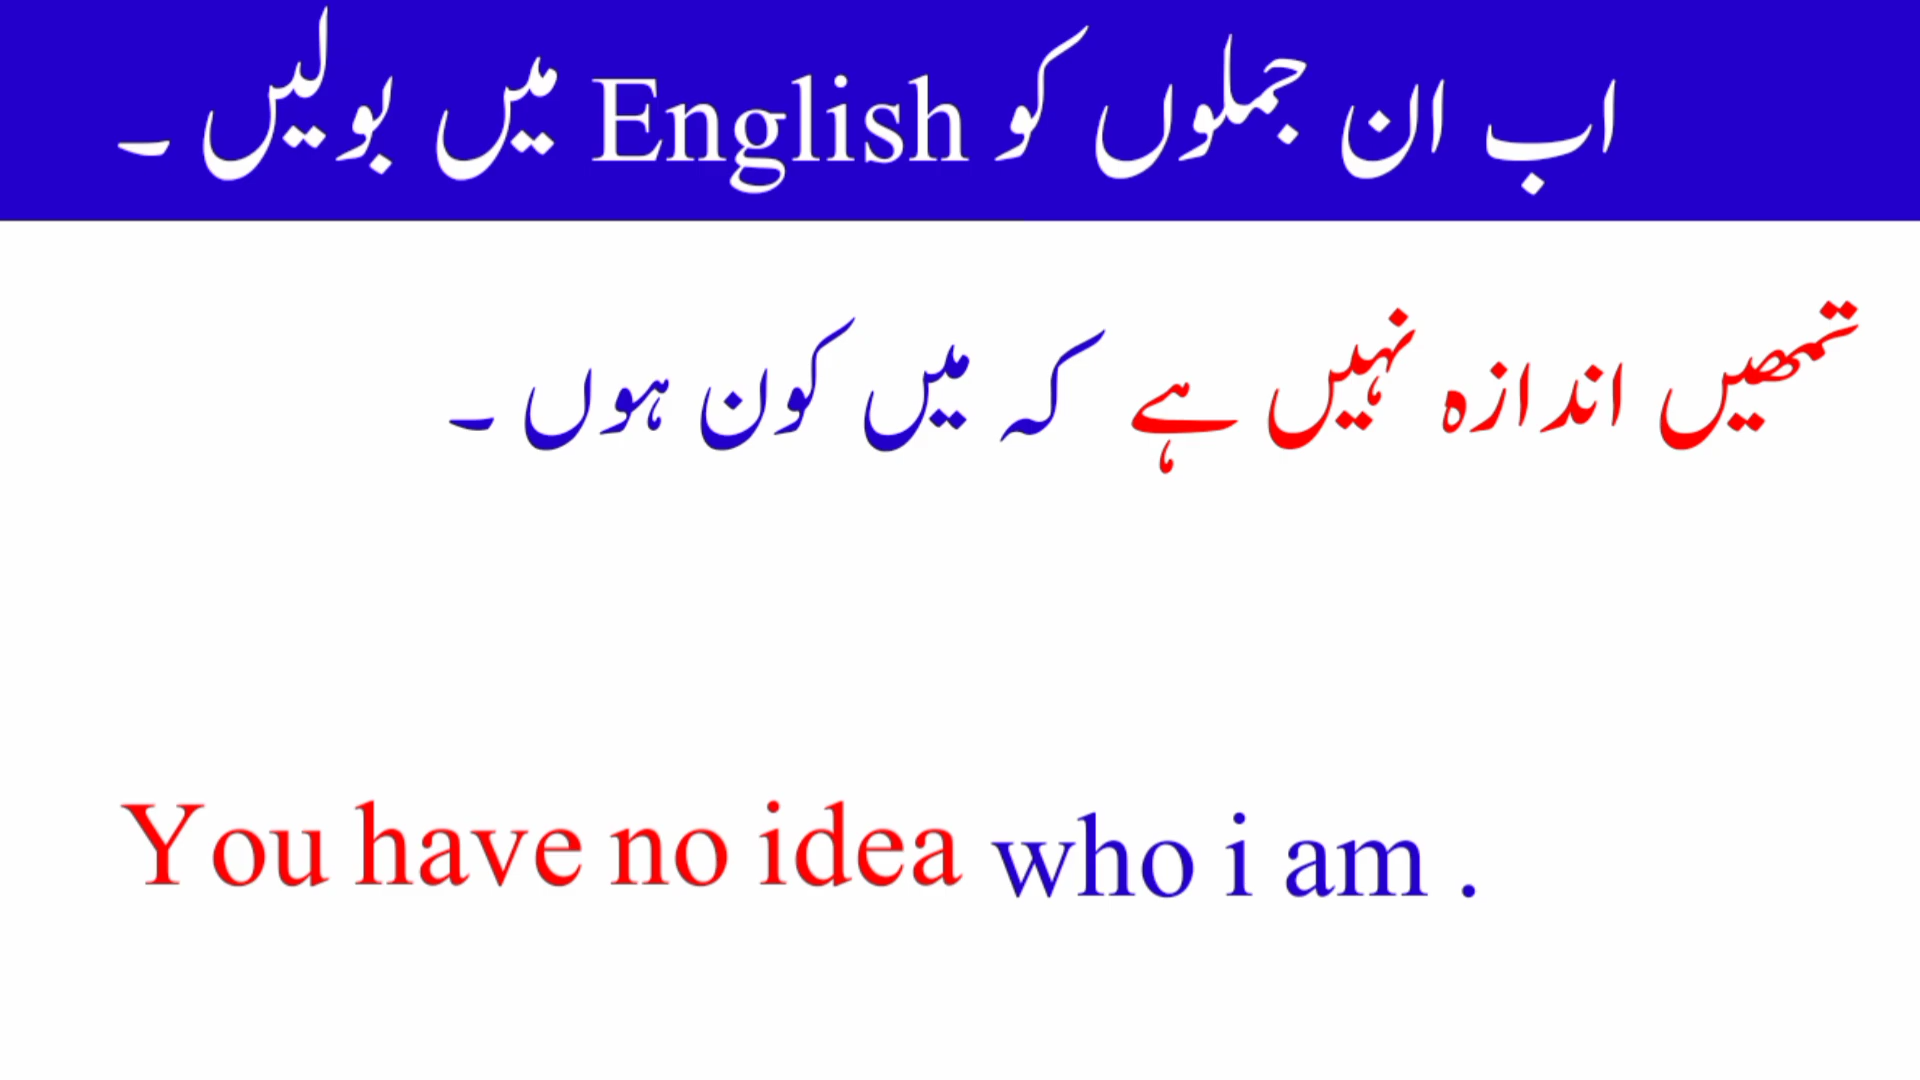 اب ان جملوں کو English میں بولیں ۔
تمھیں اندازہ نہیں ہے کہ میں کون ہوں ۔
You have no idea who i am .